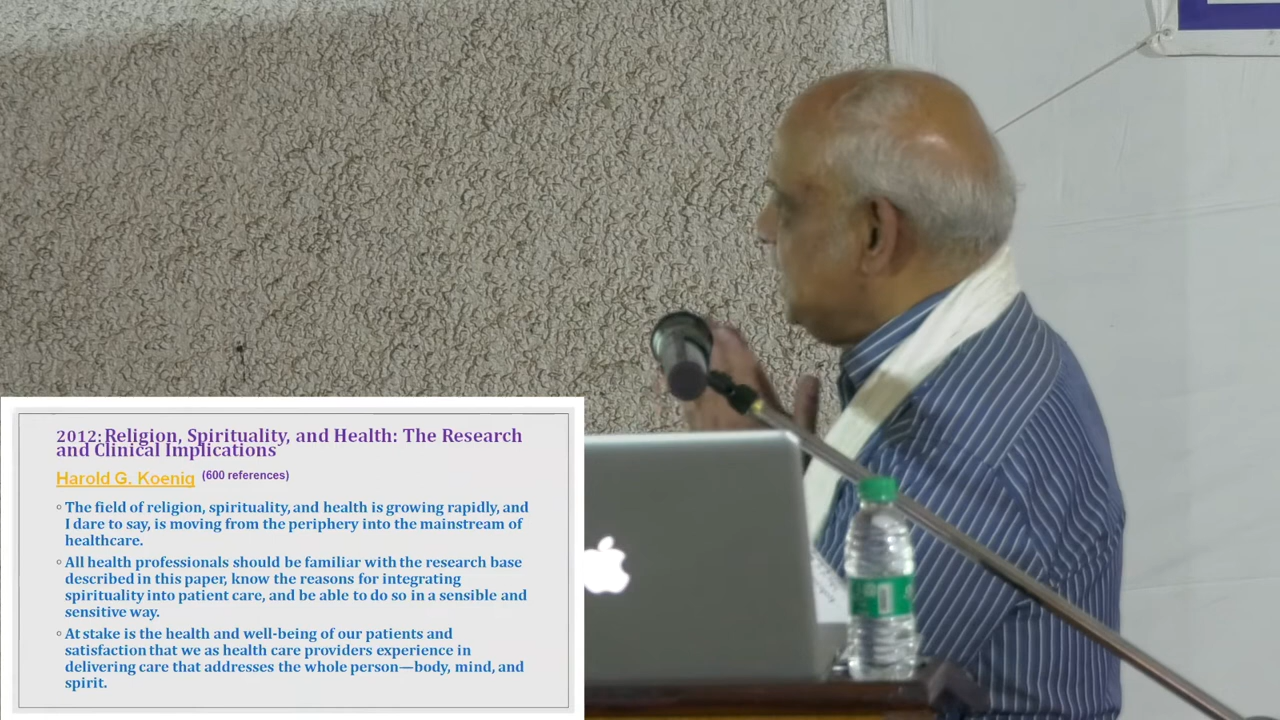 2012: Religion, Spirituality, and Health: The Research
and Clinical Implications
Harold G. Koenig (600 references)
◦ The field of religion, spirituality, and health is growing rapidly, and
I dare to say, is moving from the periphery into the mainstream of
healthcare.
◦ All health professionals should be familiar with the research base
described in this paper, know the reasons for integrating
spirituality into patient care, and be able to do so in a sensible and
sensitive way.
◦ At stake is the health and well-being of our patients and
satisfaction that we as health care providers experience in
delivering care that addresses the whole person—body, mind, and
spirit.